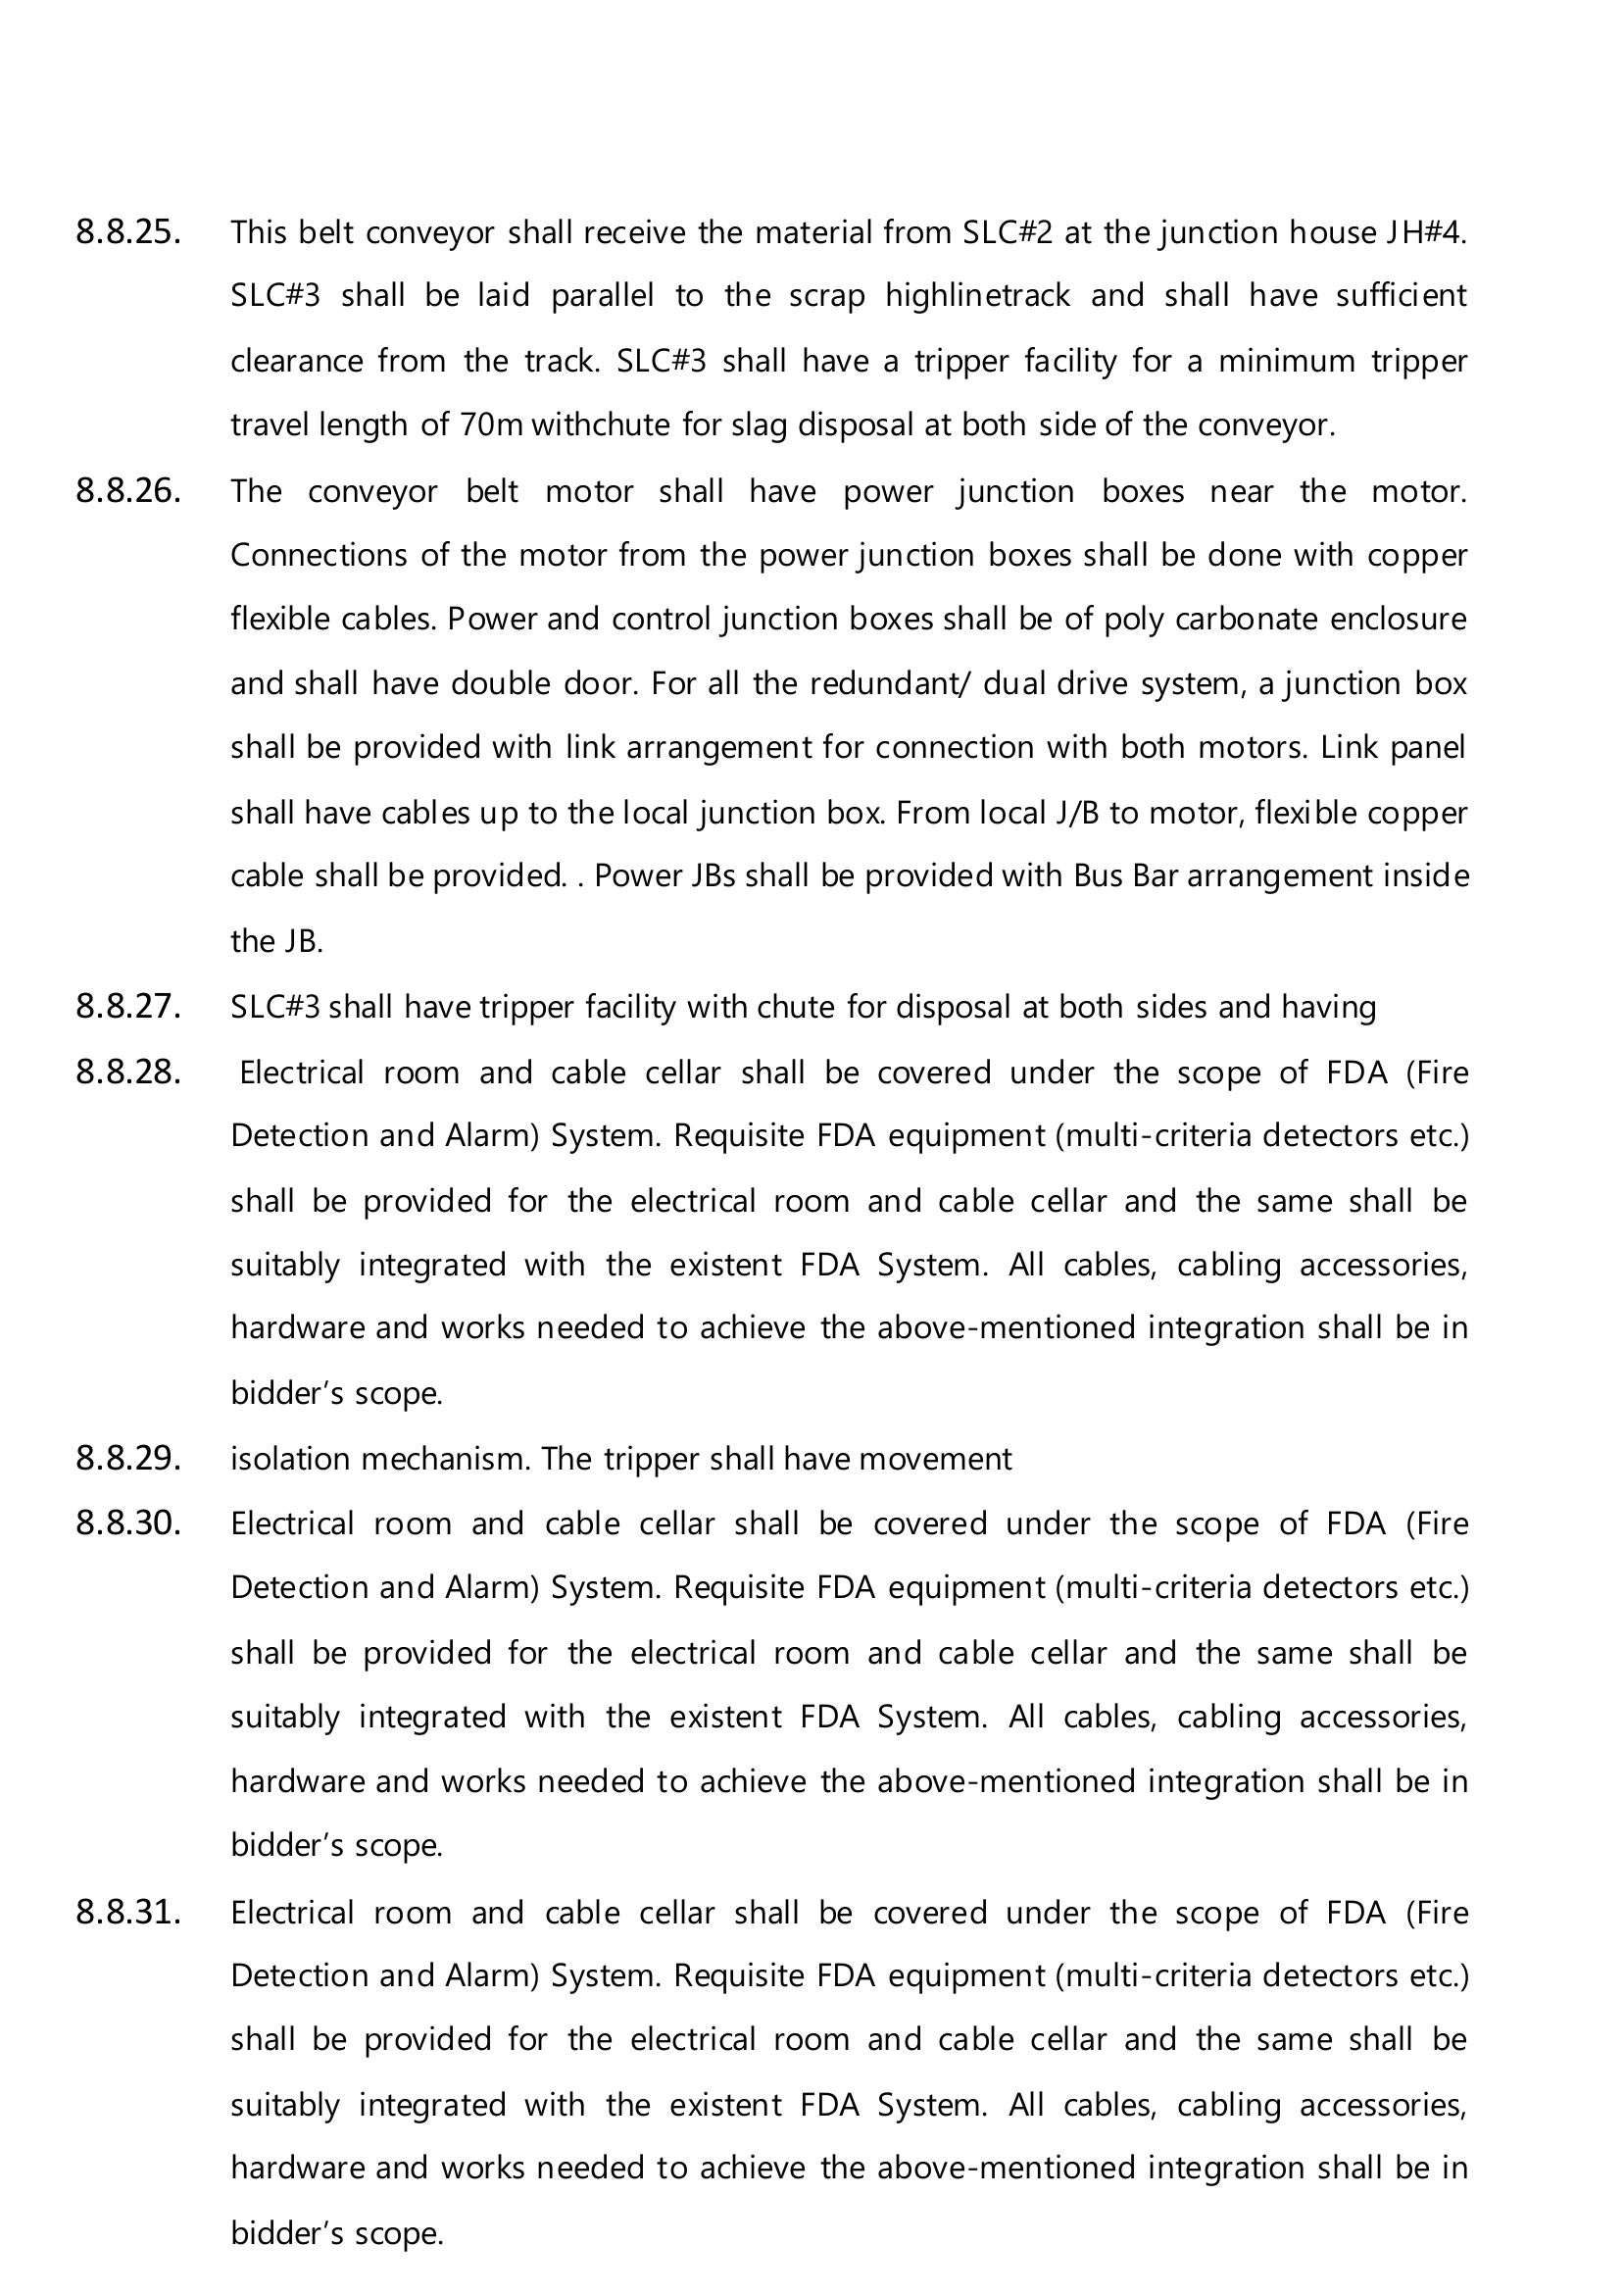 8.8.25. This belt conveyor shall receive the material from SLC#2 at the junction house JH#4.
SLC#3 shall be laid parallel to the scrap highlinetrack and shall have sufficient
clearance from the track. SLC#3 shall have a tripper facility for a minimum tripper
travel length of 70m withchute for slag disposal at both side of the conveyor.
8.8.26. The conveyor belt motor shall have power junction boxes near the motor.
Connections of the motor from the power junction boxes shall be done with copper
flexible cables. Power and control junction boxes shall be of poly carbonate enclosure
and shall have double door. For all the redundant/ dual drive system, a junction box
shall be provided with link arrangement for connection with both motors. Link panel
shall have cables up to the local junction box. From local J/B to motor, flexible copper
cable shall be provided. . Power JBs shall be provided with Bus Bar arrangement inside
the JB.
8.8.27. SLC#3 shall have tripper facility with chute for disposal at both sides and having
8.8.28. Electrical room and cable cellar shall be covered under the scope of FDA (Fire
Detection and Alarm) System. Requisite FDA equipment (multi-criteria detectors etc.)
shall be provided for the electrical room and cable cellar and the same shall be
suitably integrated with the existent FDA System. All cables, cabling accessories,
hardware and works needed to achieve the above-mentioned integration shall be in
bidder’s scope.
8.8.29. isolation mechanism. The tripper shall have movement
8.8.30. Electrical room and cable cellar shall be covered under the scope of FDA (Fire
Detection and Alarm) System. Requisite FDA equipment (multi-criteria detectors etc.)
shall be provided for the electrical room and cable cellar and the same shall be
suitably integrated with the existent FDA System. All cables, cabling accessories,
hardware and works needed to achieve the above-mentioned integration shall be in
bidder’s scope.
8.8.31. Electrical room and cable cellar shall be covered under the scope of FDA (Fire
Detection and Alarm) System. Requisite FDA equipment (multi-criteria detectors etc.)
shall be provided for the electrical room and cable cellar and the same shall be
suitably integrated with the existent FDA System. All cables, cabling accessories,
hardware and works needed to achieve the above-mentioned integration shall be in
bidder’s scope.